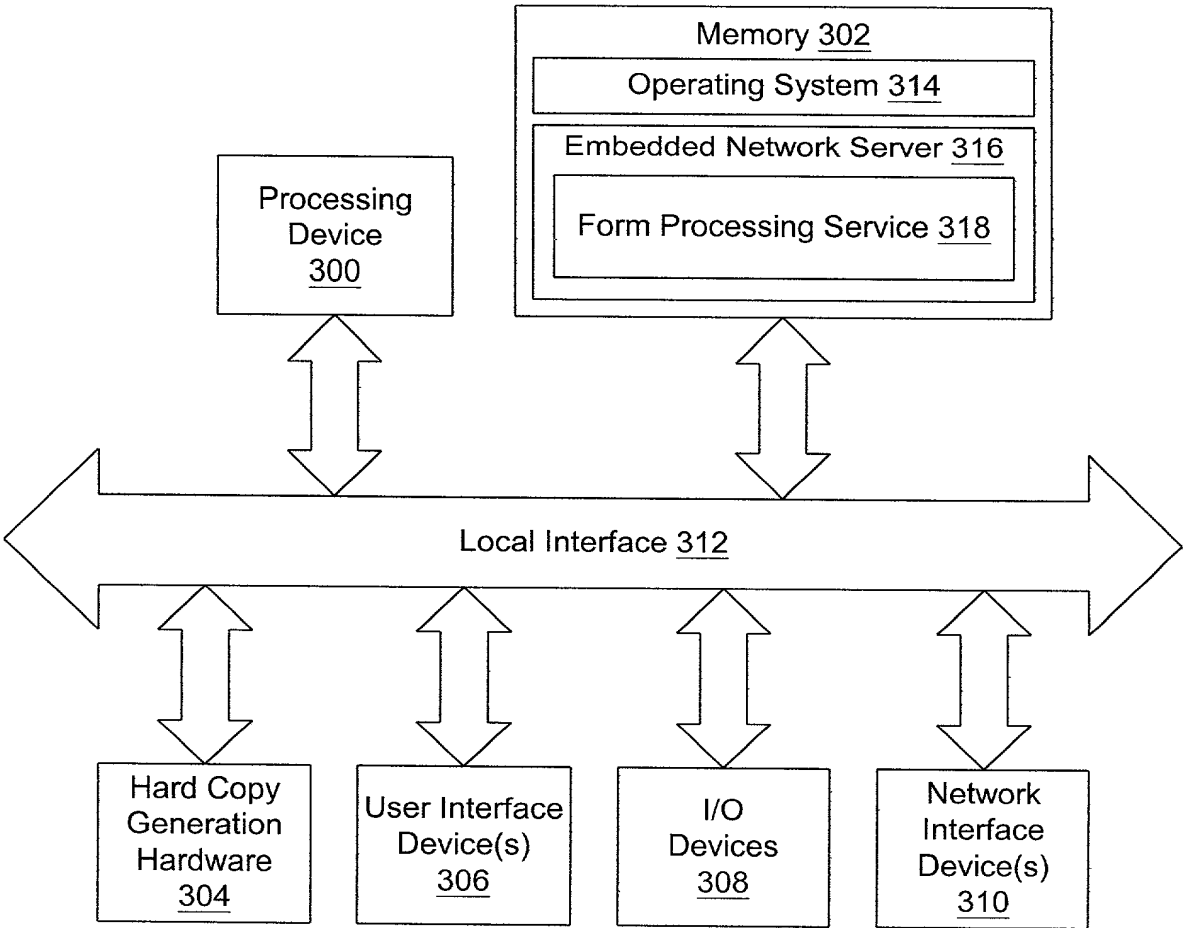 Memory 302
Operating System 314
Embedded Network Server 316
Form Processing Service 318
Processing
Device
300
Local Interface 312
Hard Copy
Generation
Hardware
304
User Interface
Device(s)
306
I/O
Devices
308
Network
Interface
Device(s)
310